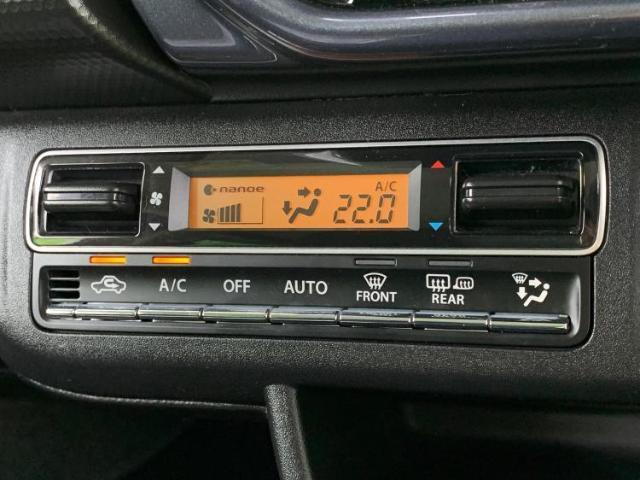 nanoe
A/C
22.0
A/C
OFF
AUTO
FRONT
REAR